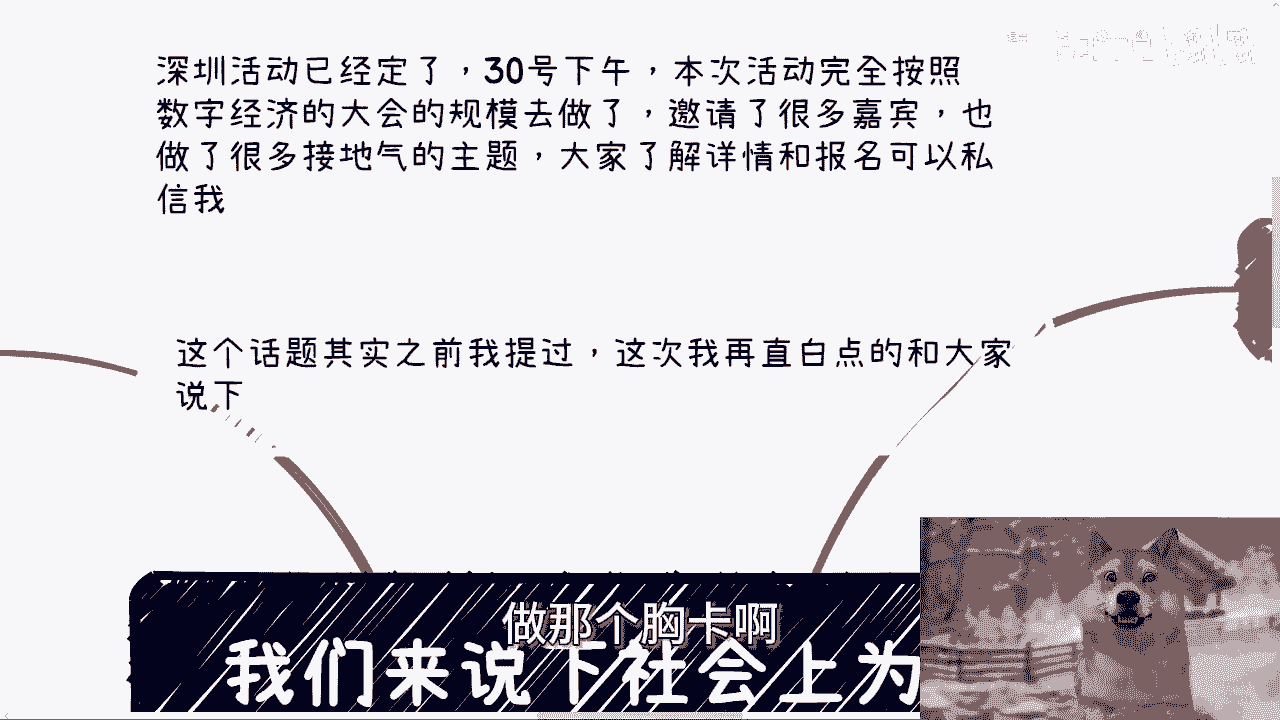 深圳活动已经定了，30号下午，本次活动完全按照
数字经济的大会的规模去做了，邀请了很多嘉宾，也
做了很多接地气的主题，大家了解详情和报名可以私
信我
这个话题其实之前我提过，这次我再直白点的和大家
说下
做那个胸卡啊
我们来说下社会上为